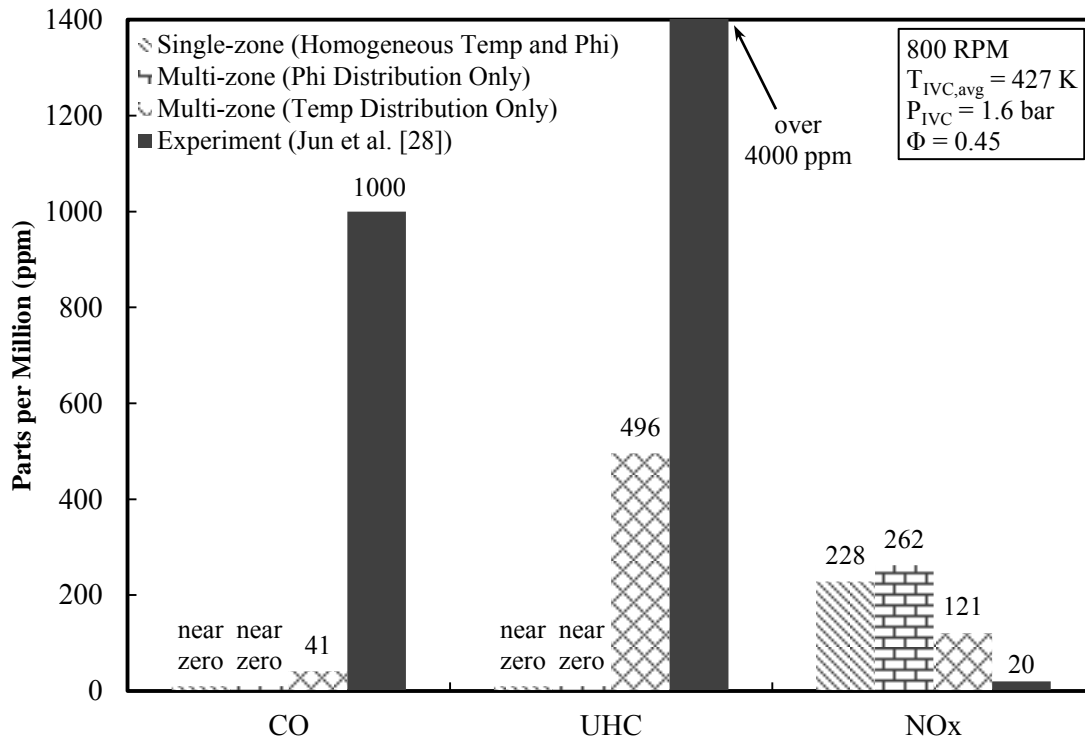 1400
1200
1000
800
600
400
200
0
Parts per Million (ppm)
Single-zone (Homogeneous Temp and Phi)
Multi-zone (Phi Distribution Only)
Multi-zone (Temp Distribution Only)
Experiment (Jun et al. [28])
800 RPM
T_IVC,avg = 427 K
P_IVC = 1.6 bar
Φ = 0.45
over
4000 ppm
near
zero
near
zero
41
1000
near
zero
near
zero
496
228
262
121
20
CO
UHC
NOx